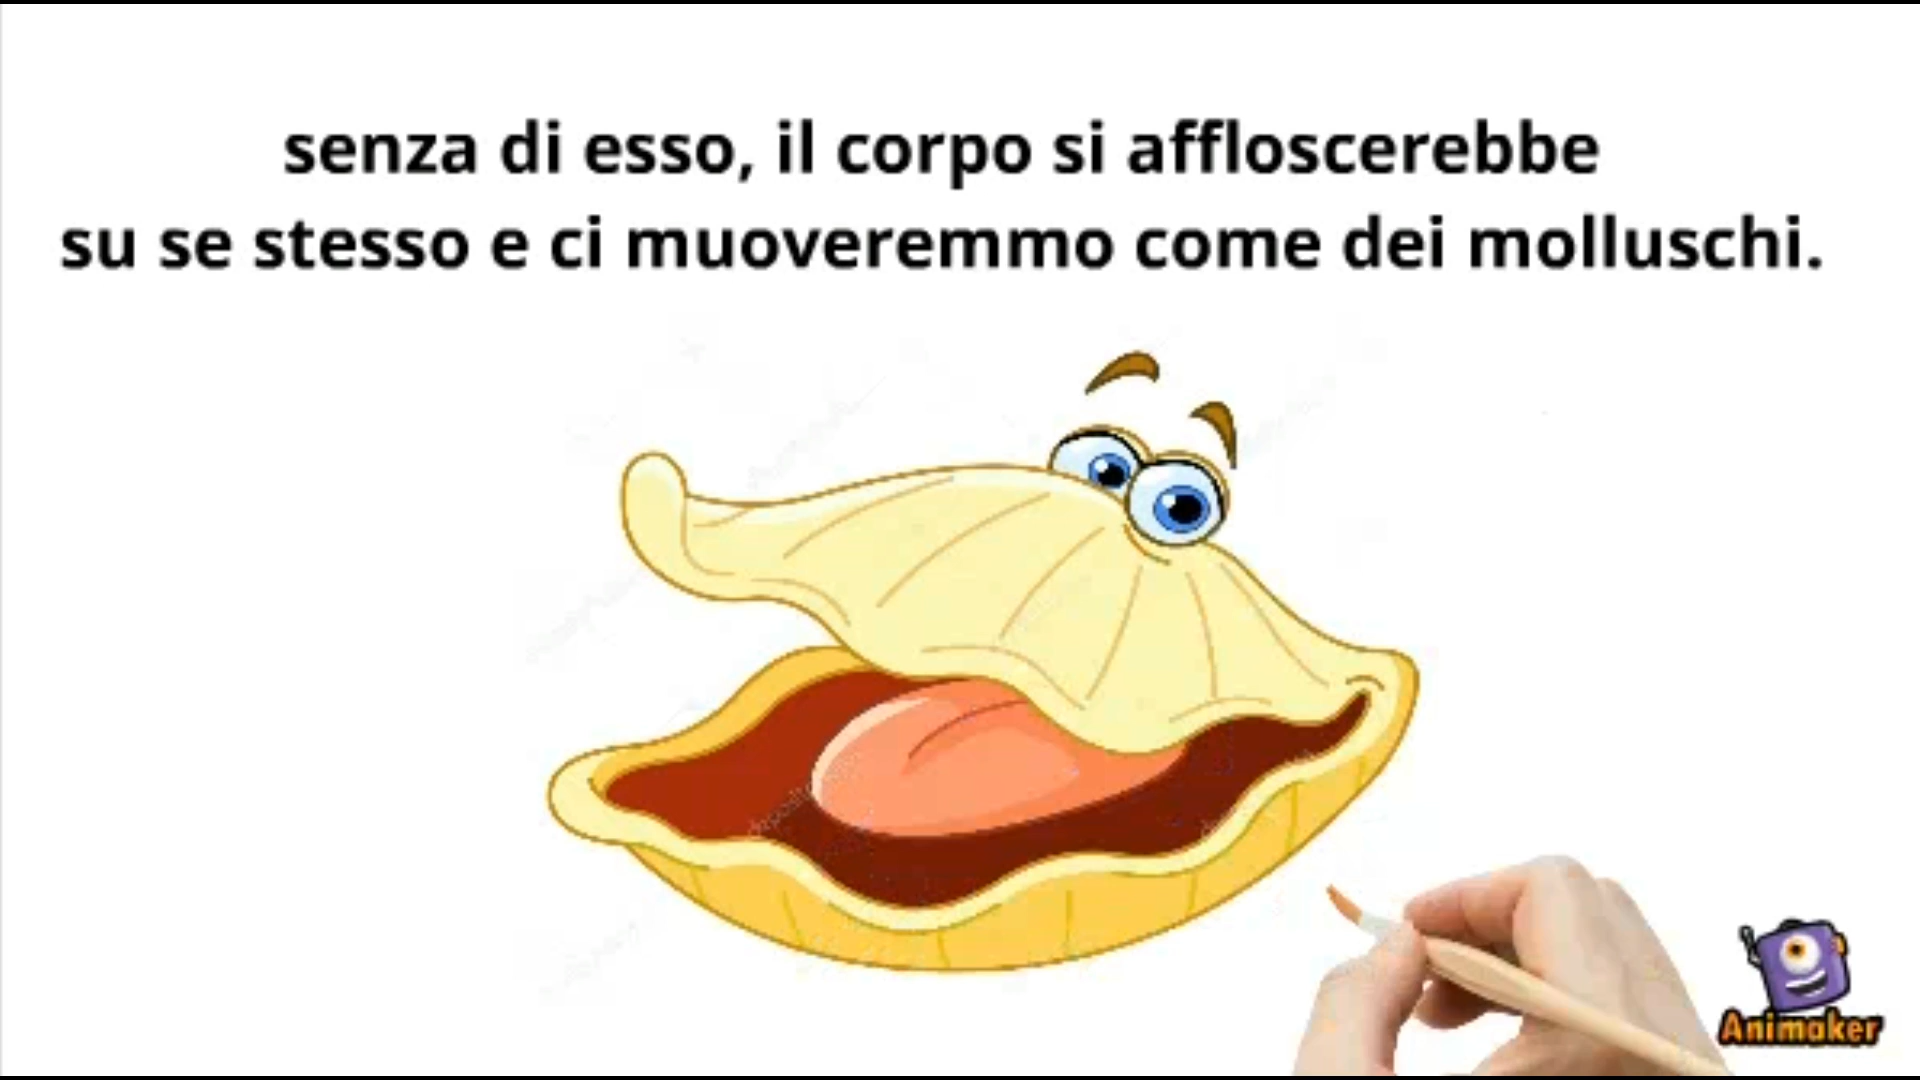 senza di esso, il corpo si affloscerebbe
su se stesso e ci muoveremmo come dei molluschi.
Animaker